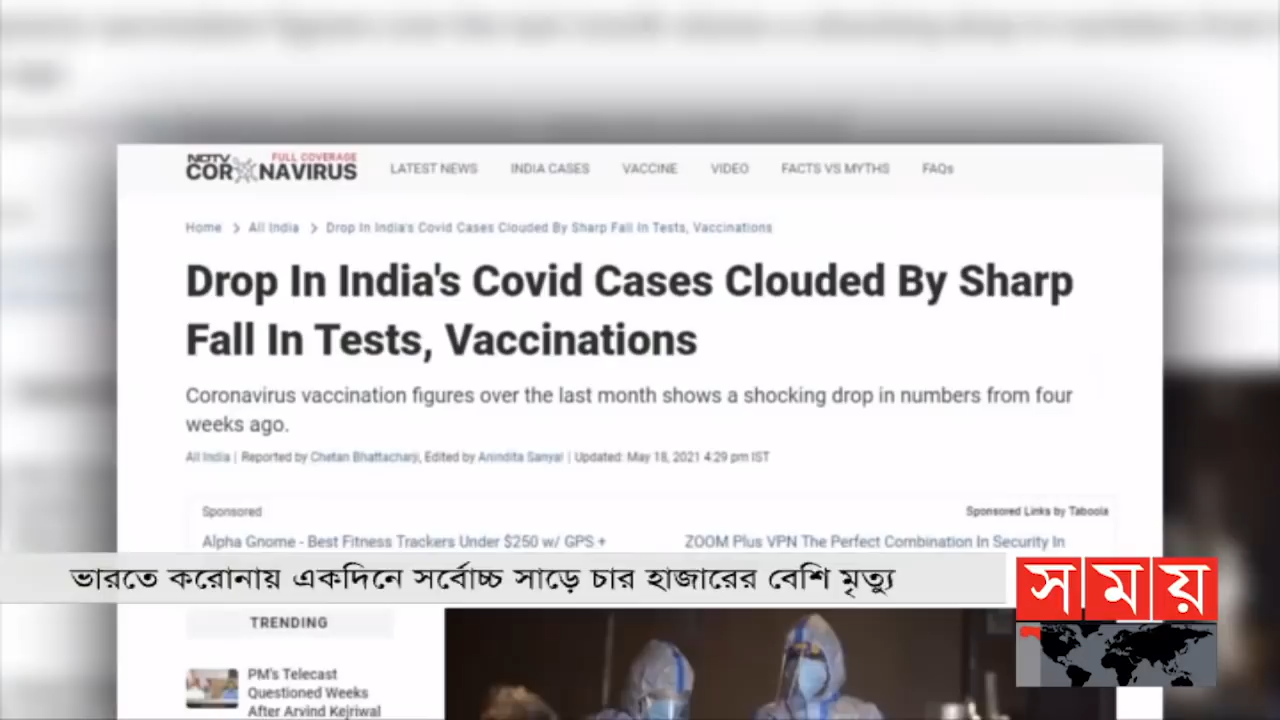 NDTV
FULL COVERAGE
CORONAVIRUS
LATEST NEWS INDIA CASES VACCINE VIDEO FACTS VS MYTHS FAQs
Home > All India > Drop In India's Covid Cases Clouded By Sharp Fall In Tests, Vaccinations
Drop In India's Covid Cases Clouded By Sharp
Fall In Tests, Vaccinations
Coronavirus vaccination figures over the last month shows a shocking drop in numbers from four
weeks ago.
All India | Reported by Chetan Bhattacharji, Edited by Anindita Sanyal | Updated: May 18, 2021 4:29 pm IST
Sponsored
Sponsored Links by Taboola
Alpha Gnome - Best Fitness Trackers Under $250 w/ GPS +
ZOOM Plus VPN The Perfect Combination In Security In
ভারতে করোনায় একদিনে সর্বোচ্চ সাড়ে চার হাজারের বেশি মৃত্যু
সময়
TRENDING
PM's Telecast
Questioned Weeks
After Arvind Kejriwal